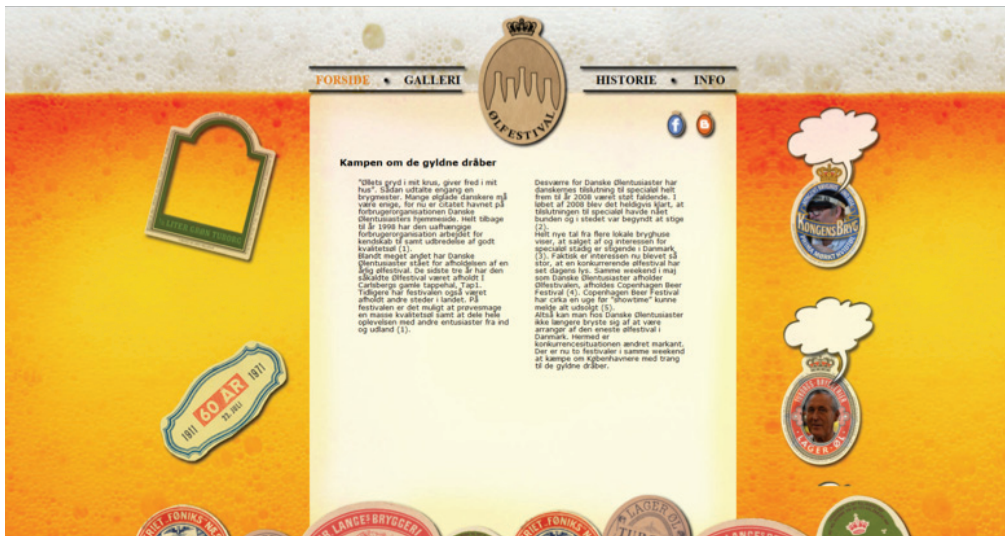 FORSIDE • GALLERI
ØLFESTIVAL
HISTORIE • INFO
Kampen om de gyldne dråber
"Øllets gryd i mit krus, giver fred i mit
hus". Sådan udtalte engang en
brygmester. Mange ølglade danskere må
være enige, for nu er citatet havnet på
forbrugerorganisationen Danske
Ølentusiasters hjemmeside. Helt tilbage
til år 1998 har den uafhængige
forbrugerorganisation arbejdet for
kendskab til samt udbredelse af godt
kvalitetsøl (1).
Blandt meget andet har Danske
Ølentusiaster stået for afholdelsen af en
årlig ølfestival. De sidste tre år har den
såkaldte Ølfestival været afholdt I
Carlsbergs gamle tappehal, Tap1.
Tidligere har festivalen også været
afholdt andre steder i landet. På
festivalen er det muligt at prøvesmage
en masse kvalitetsøl samt at dele hele
oplevelsen med andre entusiaster fra ind
og udland (1).
Desværre for Danske Ølentusiaster har
danskernes tilslutning til specialøl helt
frem til år 2008 været støt faldende. I
løbet af 2008 blev det heldigvis klart, at
tilslutningen til specialøl havde nået
bunden og i stedet var begyndt at stige
(2).
Helt nye tal fra flere lokale bryghuse
viser, at salget af og interessen for
specialøl stadig er stigende i Danmark
(3). Faktisk er interessen nu blevet så
stor, at en konkurrerende ølfestival har
set dagens lys. Samme weekend i maj
som Danske Ølentusiaster afholder
Ølfestivalen, afholdes Copenhagen Beer
Festival (4). Copenhagen Beer Festival
har cirka en uge før "showtime" kunne
melde alt udsolgt (5).
Altså kan man hos Danske Ølentusiaster
ikke længere bryste sig af at være
arrangør af den eneste ølfestival i
Danmark. Hermed er
konkurrencesituationen ændret markant.
Der er nu to festivaler i samme weekend
at kæmpe om Københavnere med trang
til de gyldne dråber.
KONGENS BRYG
1911 60 ÅR 1971
23. JULI
LAGER-ØL
LAGER ØL